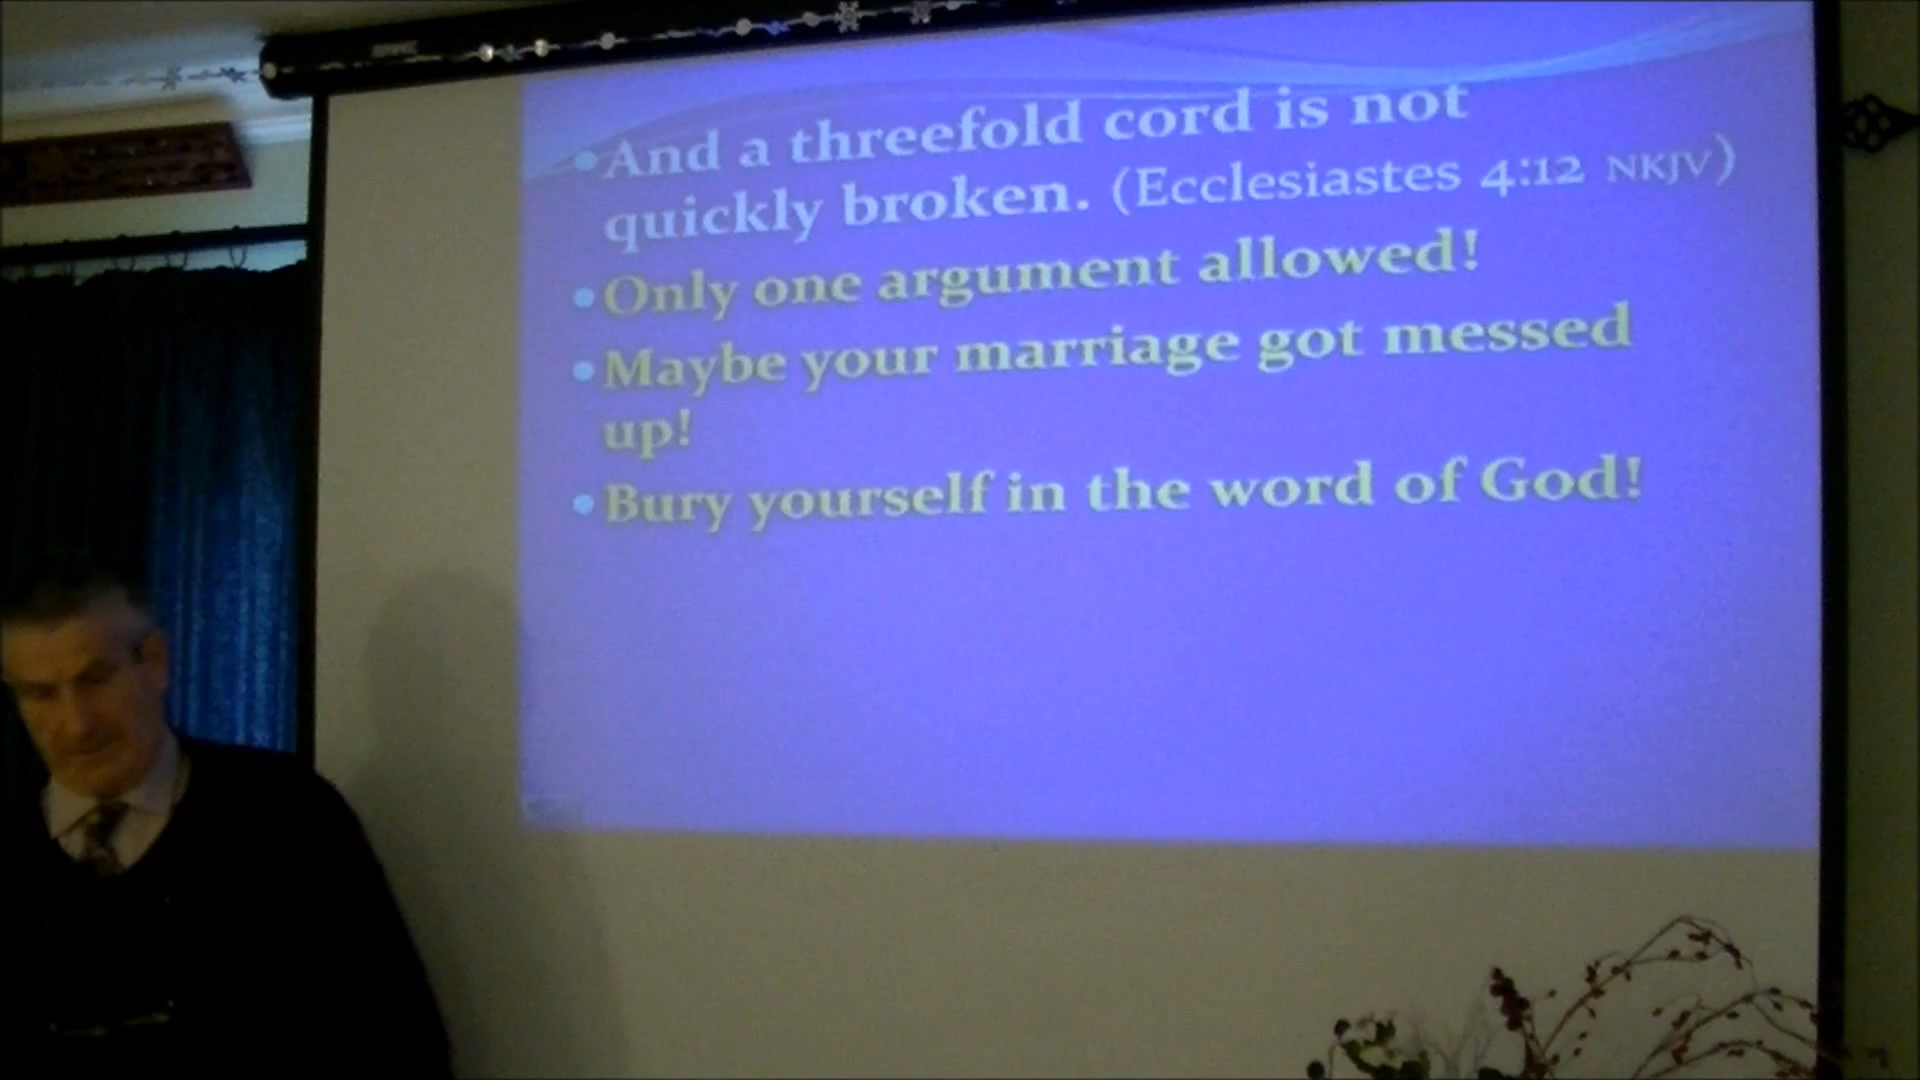 •And a threefold cord is not
quickly broken. (Ecclesiastes 4:12 NKJV)
•Only one argument allowed!
•Maybe your marriage got messed
up!
•Bury yourself in the word of God!